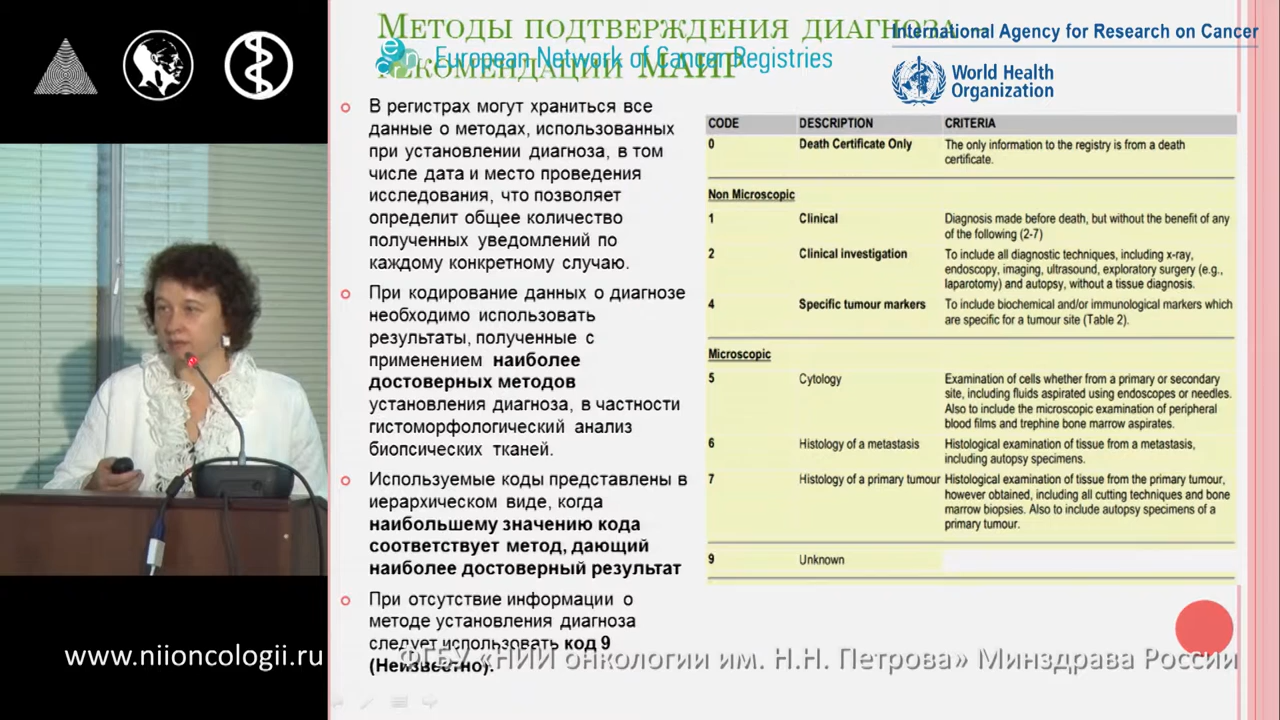 МЕТОДЫ ПОДТВЕРЖДЕНИЯ ДИАГНОЗА
International Agency for Research on Cancer
European Network of Cancer Registries
РЕКОМЕНДАЦИИ МАИР
World Health
Organization
В регистрах могут храниться все
данные о методах, использованных
при установлении диагноза, в том
числе дата и место проведения
исследования, что позволяет
определит общее количество
полученных уведомлений по
каждому конкретному случаю.
При кодирование данных о диагнозе
необходимо использовать
результаты, полученные с
применением наиболее
достоверных методов
установления диагноза, в частности
гистоморфологический анализ
биопсических тканей.
Используемые коды представлены в
иерархическом виде, когда
наибольшему значению кода
соответствует метод, дающий
наиболее достоверный результат
При отсутствие информации о
методе установления диагноза
следует использовать код 9
(Неизвестно).
CODE DESCRIPTION CRITERIA
0 Death Certificate Only The only information to the registry is from a death
certificate.
Non Microscopic
1 Clinical Diagnosis made before death, but without the benefit of any
of the following (2-7)
2 Clinical investigation To include all diagnostic techniques, including x-ray,
endoscopy, imaging, ultrasound, exploratory surgery (e.g.,
laparotomy) and autopsy, without a tissue diagnosis.
4 Specific tumour markers To include biochemical and/or immunological markers which
are specific for a tumour site (Table 2).
Microscopic
5 Cytology Examination of cells whether from a primary or secondary
site, including fluids aspirated using endoscopes or needles.
Also to include the microscopic examination of peripheral
blood films and trephine bone marrow aspirates.
6 Histology of a metastasis Histological examination of tissue from a metastasis,
including autopsy specimens.
7 Histology of a primary tumour Histological examination of tissue from the primary tumour,
however obtained, including all cutting techniques and bone
marrow biopsies. Also to include autopsy specimens of a
primary tumour.
9 Unknown
www.niioncologii.ru
ФГБУ «НИИ онкологии им. Н.Н. Петрова» Минздрава России